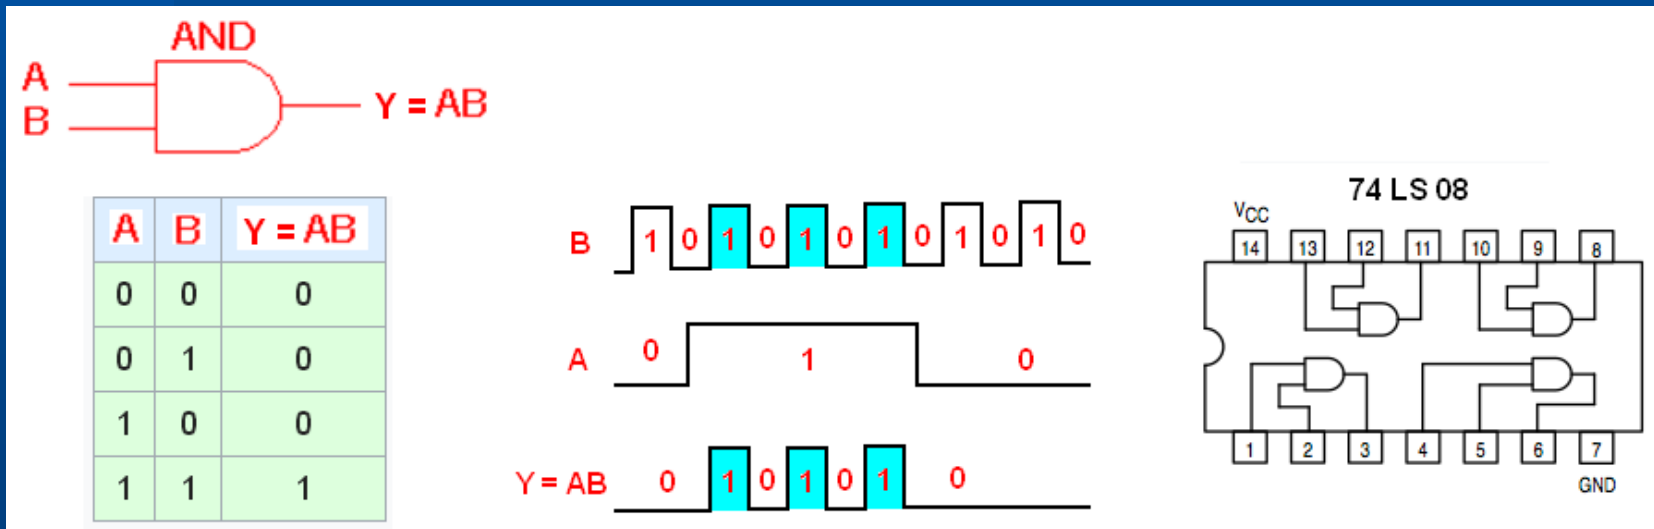 AND
A
B
Y = AB
A B Y = AB
0 0 0
0 1 0
1 0 0
1 1 1
B 1 0 1 0 1 0 1 0 1 0 1 0
A 0 1 0
Y = AB 0 1 0 1 0 1 0
74 LS 08
VCC
14 13 12 11 10 9 8
1 2 3 4 5 6 7
GND